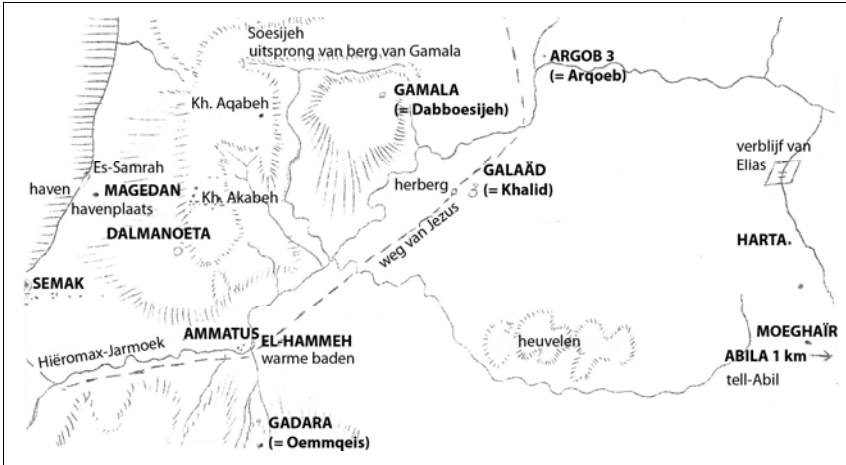 Soesijeh
uitsprong van berg van Gamala
ARGOB 3
(= Arqoeb)
GAMALA
(= Dabboesijeh)
Kh. Aqabeh
verblijf van
Elias
Es-Samrah
haven
MAGEDAN
havenplaats
Kh. Akabeh
herberg
GALAÄD
(= Khalid)
DALMANOETA
weg van Jezus
HARTA
SEMAK
AMMATUS
EL-HAMMEH
warme baden
Hiëromax-Jarmoek
heuvelen
MOEGHAÏR
ABILA 1 km
tell-Abil
GADARA
(= Oemmqeis)